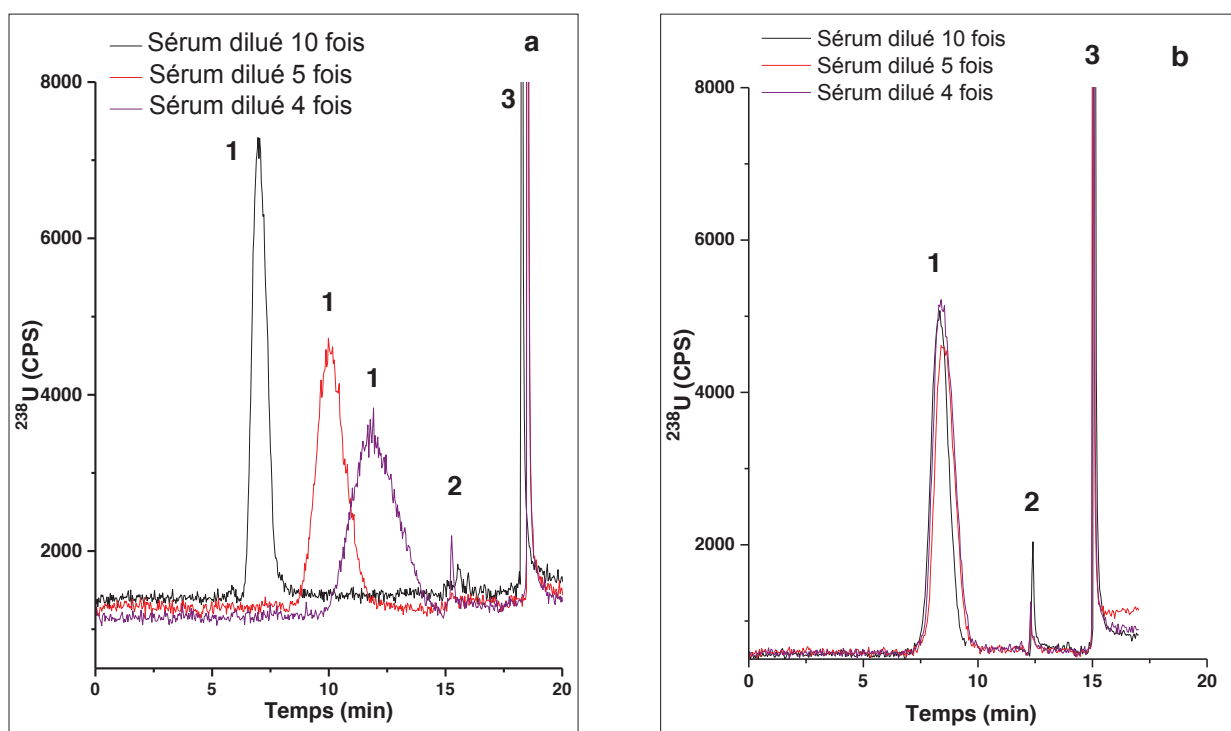 Sérum dilué 10 fois
Sérum dilué 5 fois
Sérum dilué 4 fois
a
8000
6000
4000
2000
²³⁸U (CPS)
1
1
1
2
3
0
5
10
15
20
Temps (min)
Sérum dilué 10 fois
Sérum dilué 5 fois
Sérum dilué 4 fois
3
b
8000
6000
4000
2000
²³⁸U (CPS)
1
2
0
5
10
15
20
Temps (min)